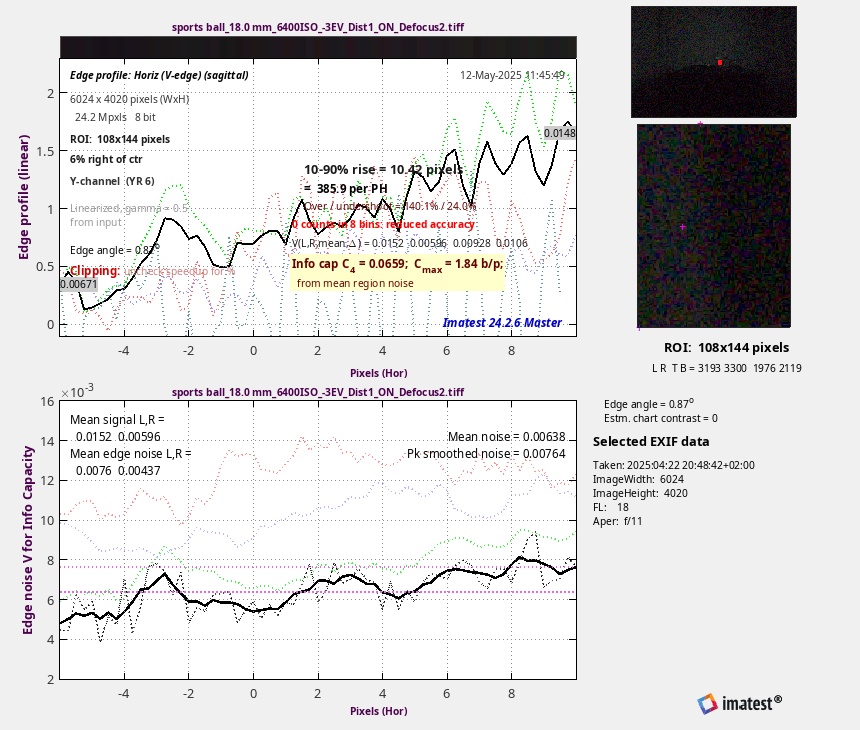 sports ball_18.0 mm_6400ISO_-3EV_Dist1_ON_Defocus2.tiff
Edge profile: Horiz (V-edge) (sagittal)
12-May-2025 11:45:49
6024 x 4020 pixels (WxH)
24.2 Mpxls 8 bit
ROI: 108x144 pixels
6% right of ctr
Y-channel (YR 6)
Linearized, gamma = 0.5
from input
Edge angle = 0.87º
Clipping: uncheck speedup for %
0.00671
0.0148
10-90% rise = 10.42 pixels
= 385.9 per PH
Over / undershoot = 140.1% / 24.0%
0 counts in 8 bins: reduced accuracy
V(L,R,mean,Δ) = 0.0152 0.00596 0.00928 0.0106
Info cap C4 = 0.0659; Cmax = 1.84 b/p;
from mean region noise
Imatest 24.2.6 Master
Edge profile (linear)
2
1.5
1
0.5
0
-4 -2 0 2 4 6 8
Pixels (Hor)
×10-3
sports ball_18.0 mm_6400ISO_-3EV_Dist1_ON_Defocus2.tiff
Mean signal L,R =
0.0152 0.00596
Mean edge noise L,R =
0.0076 0.00437
Mean noise = 0.00638
Pk smoothed noise = 0.00764
Edge noise V for Info Capacity
16
14
12
10
8
6
4
2
-4 -2 0 2 4 6 8
Pixels (Hor)
ROI: 108x144 pixels
L R T B = 3193 3300 1976 2119
Edge angle = 0.87º
Estm. chart contrast = 0
Selected EXIF data
Taken: 2025:04:22 20:48:42+02:00
ImageWidth: 6024
ImageHeight: 4020
FL: 18
Aper: f/11
imatest®